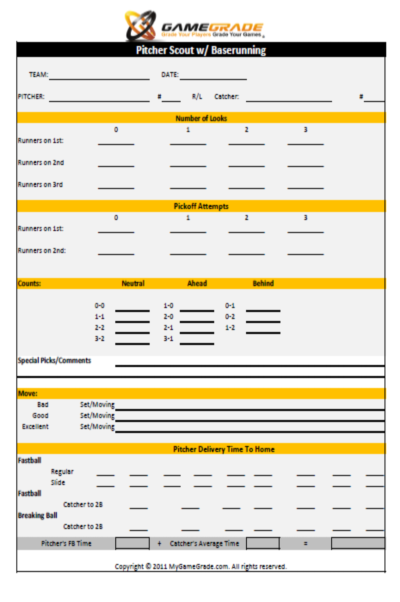 GAMEGRADE
Grade Your Players Grade Your Games
Pitcher Scout w/ Baserunning
TEAM: DATE:
PITCHER: # R/L Catcher: #
Number of Looks
0 1 2 3
Runners on 1st:
Runners on 2nd
Runners on 3rd
Pickoff Attempts
0 1 2 3
Runners on 1st:
Runners on 2nd:
Counts: Neutral Ahead Behind
0-0 1-0 0-1
1-1 2-0 0-2
2-2 2-1 1-2
3-2 3-1
Special Picks/Comments
Move:
Bad Set/Moving
Good Set/Moving
Excellent Set/Moving
Pitcher Delivery Time To Home
Fastball
Regular
Slide
Fastball
Catcher to 2B
Breaking Ball
Catcher to 2B
Pitcher's FB Time + Catcher's Average Time =
Copyright © 2011 MyGameGrade.com. All rights reserved.